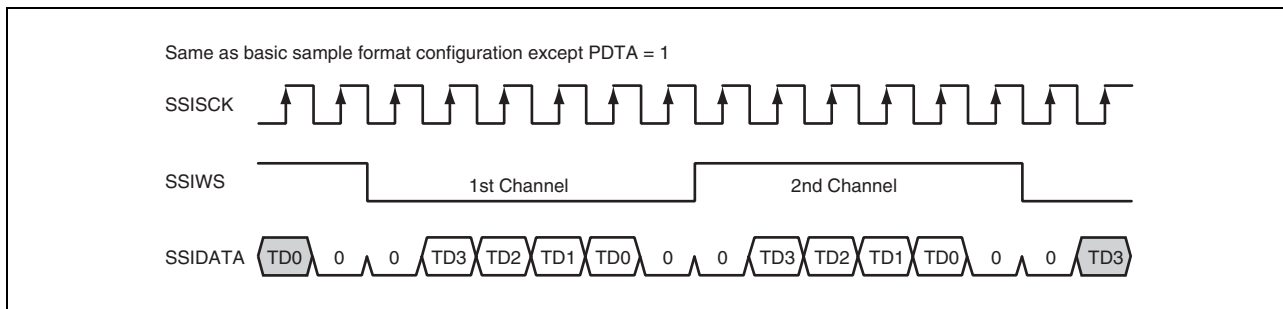 Same as basic sample format configuration except PDTA = 1
SSISCK
SSIWS 1st Channel 2nd Channel
SSIDATA TD0 0 0 TD3 TD2 TD1 TD0 0 0 TD3 TD2 TD1 TD0 0 0 TD3